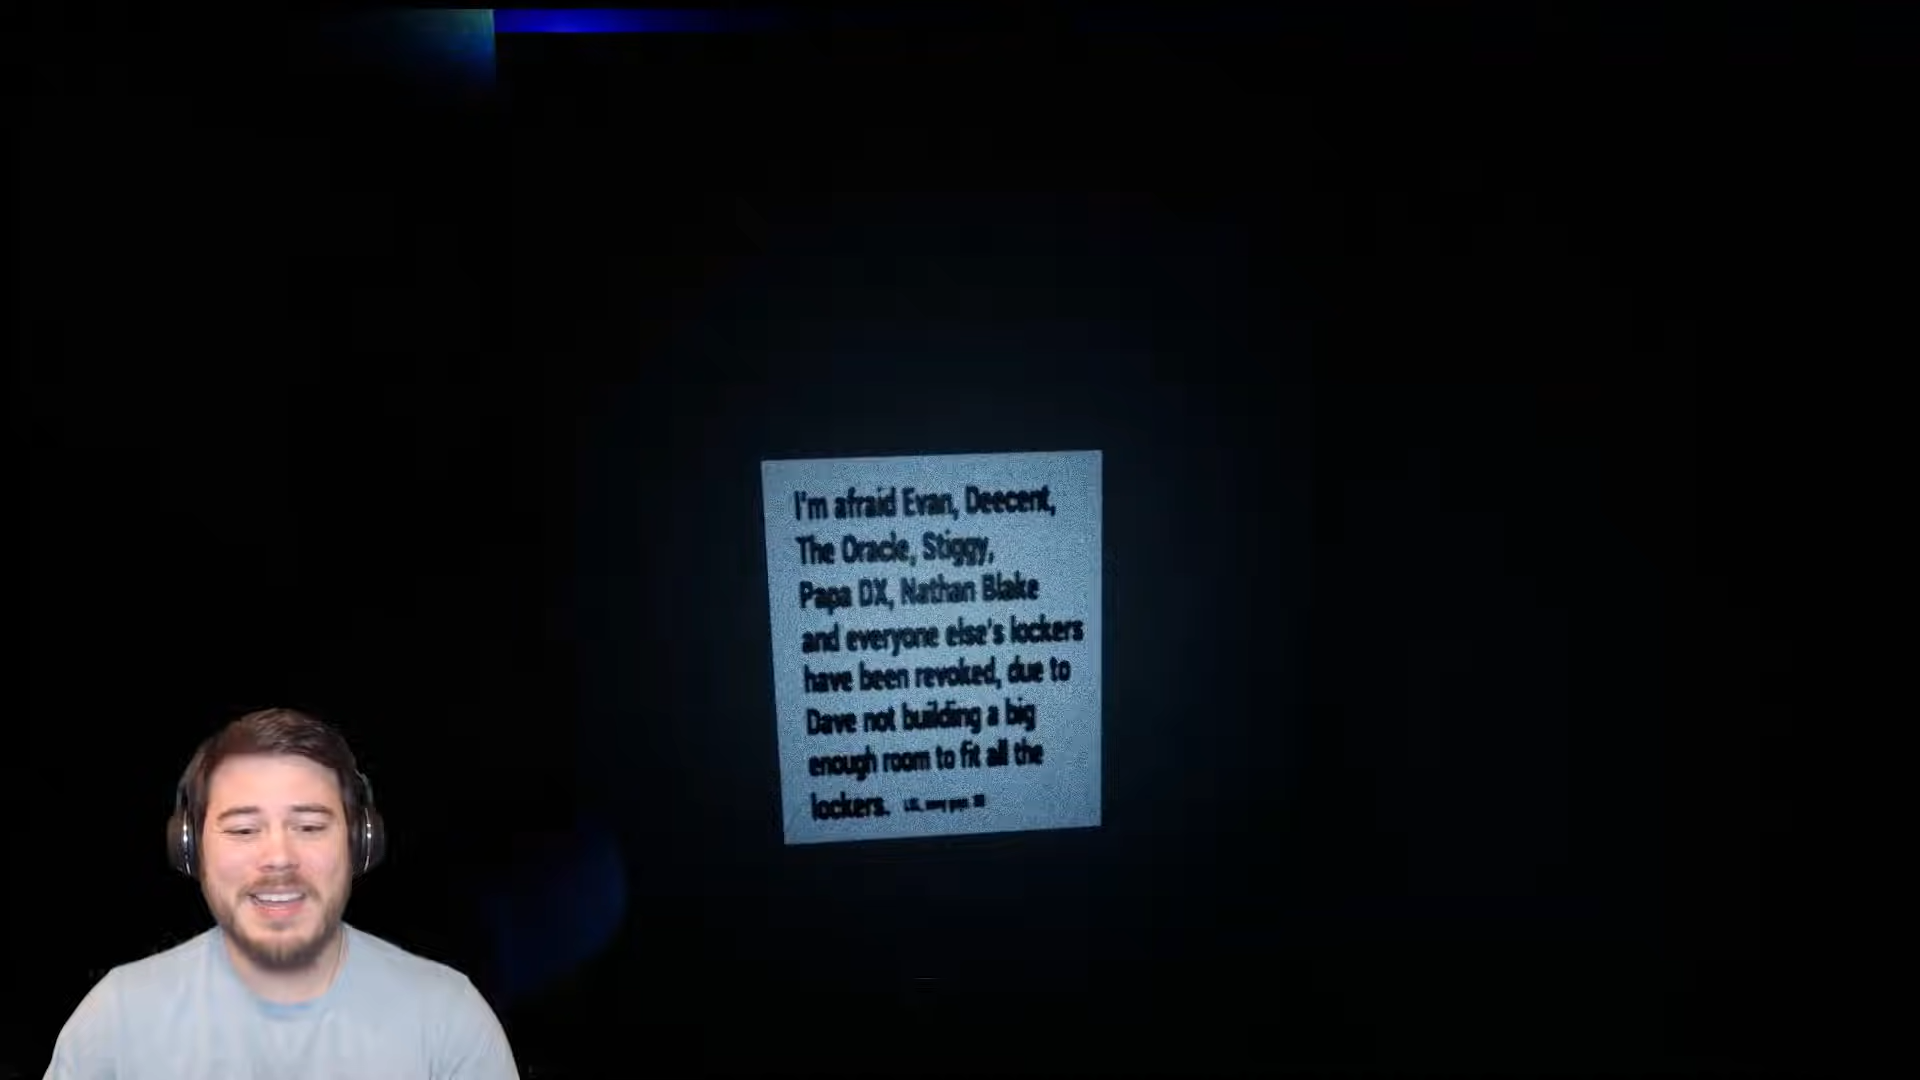 I'm afraid Evan, Deecent,
The Oracle, Stiggy,
Papa DX, Nathan Blake
and everyone else's lockers
have been revoked, due to
Dave not building a big
enough room to fit all the
lockers.